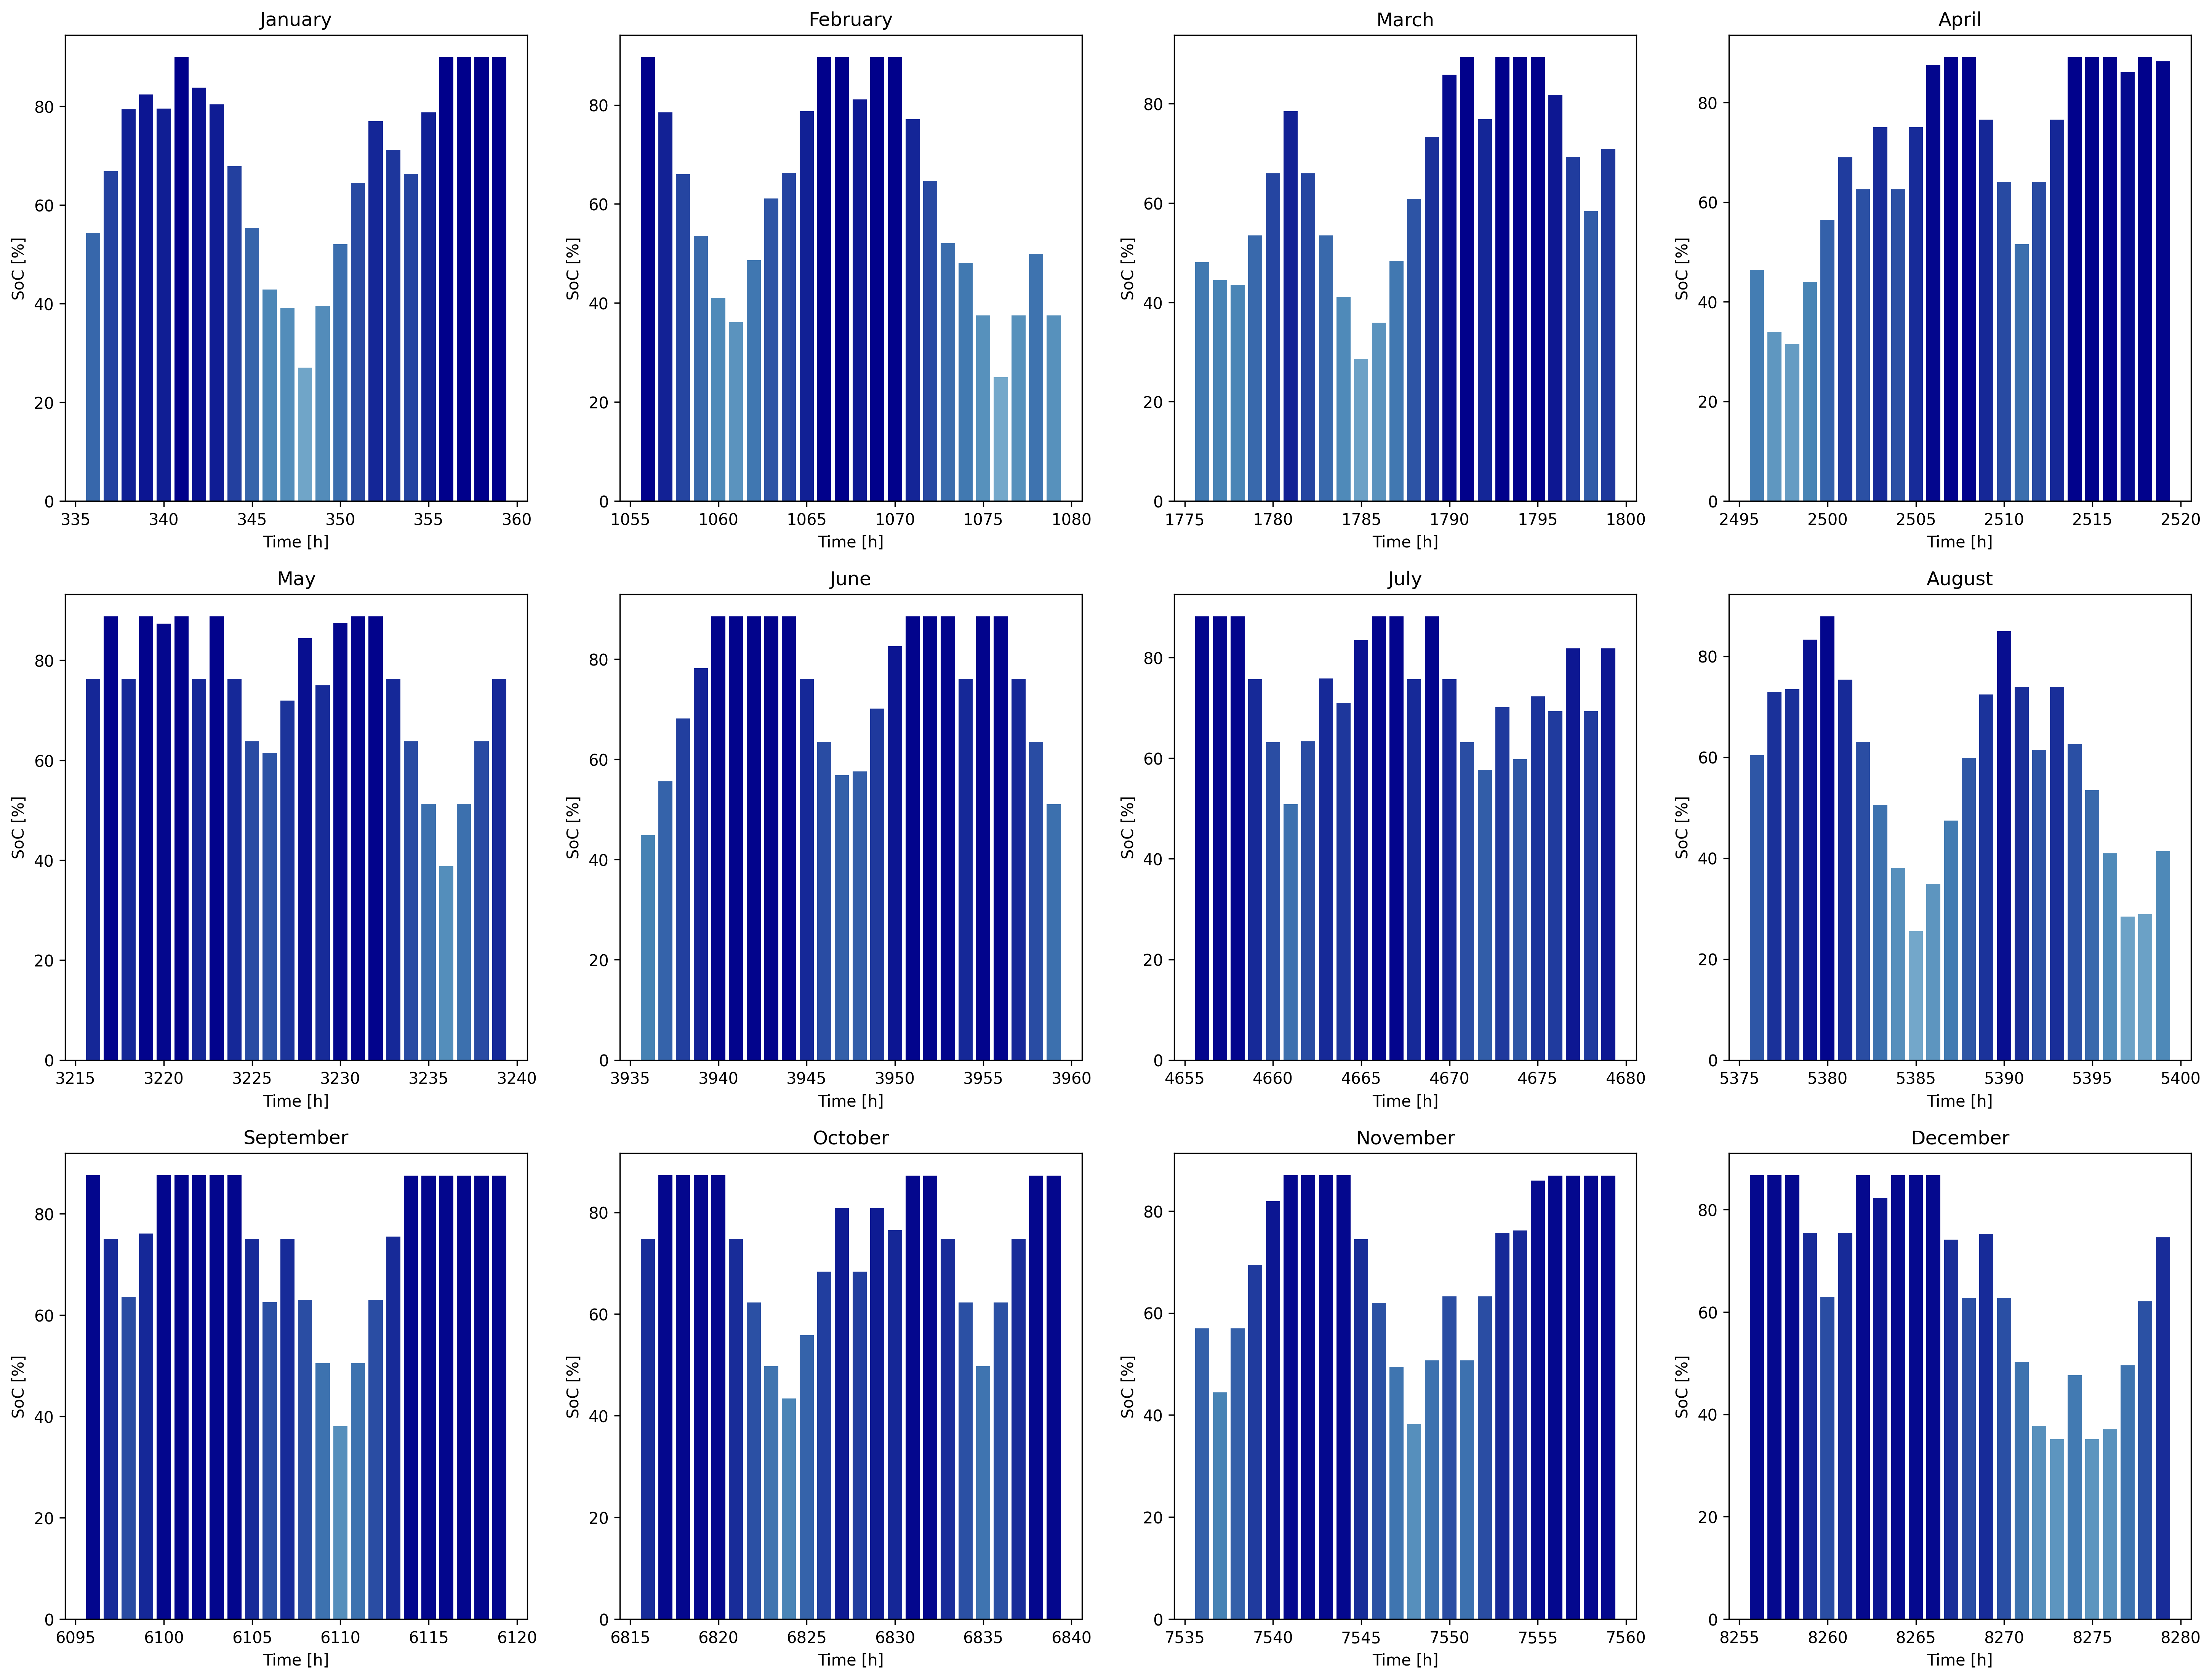 January February March April
SoC [%] SoC [%] SoC [%] SoC [%]
80 80 80 80
60 60 60 60
40 40 40 40
20 20 20 20
0 0 0 0
335 340 345 350 355 360 1055 1060 1065 1070 1075 1080 1775 1780 1785 1790 1795 1800 2495 2500 2505 2510 2515 2520
Time [h] Time [h] Time [h] Time [h]
May June July August
SoC [%] SoC [%] SoC [%] SoC [%]
80 80 80 80
60 60 60 60
40 40 40 40
20 20 20 20
0 0 0 0
3215 3220 3225 3230 3235 3240 3935 3940 3945 3950 3955 3960 4655 4660 4665 4670 4675 4680 5375 5380 5385 5390 5395 5400
Time [h] Time [h] Time [h] Time [h]
September October November December
SoC [%] SoC [%] SoC [%] SoC [%]
80 80 80 80
60 60 60 60
40 40 40 40
20 20 20 20
0 0 0 0
6095 6100 6105 6110 6115 6120 6815 6820 6825 6830 6835 6840 7535 7540 7545 7550 7555 7560 8255 8260 8265 8270 8275 8280
Time [h] Time [h] Time [h] Time [h]